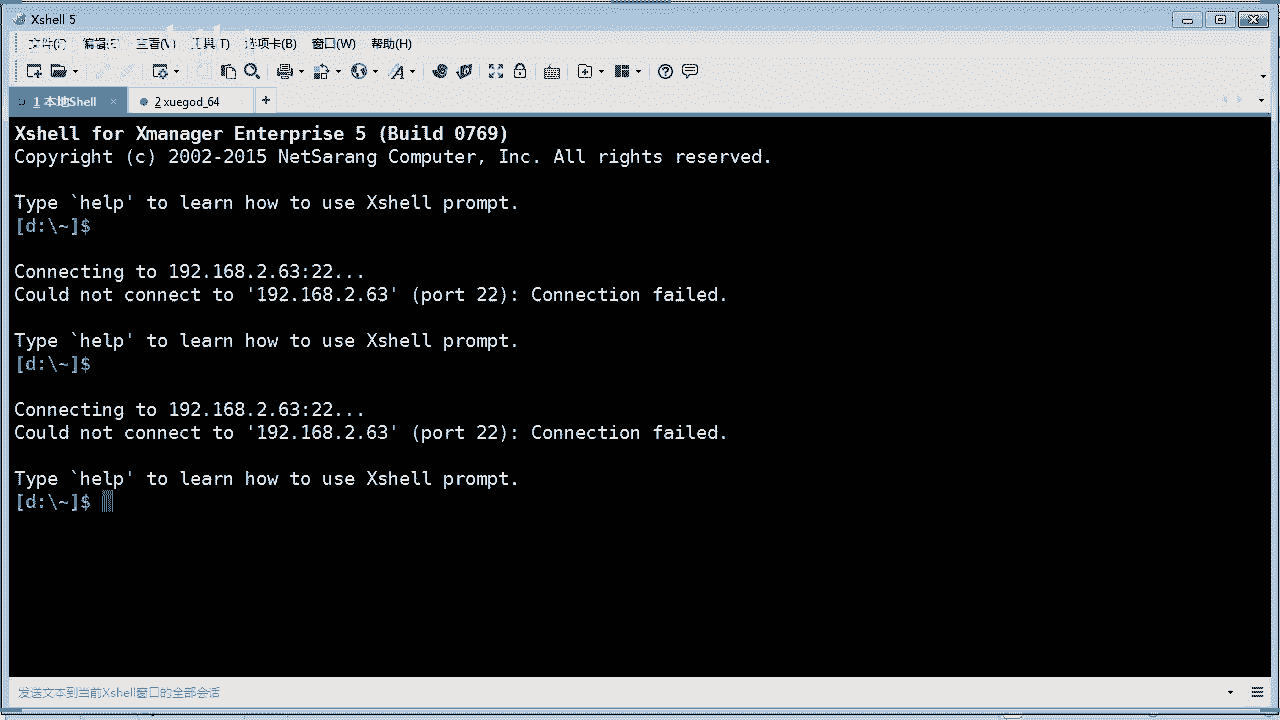 Xshell 5
文件(F) 编辑(E) 查看(V) 工具(T) 选项卡(B) 窗口(W) 帮助(H)
1 本地Shell × 2 xuegod_64 +
Xshell for Xmanager Enterprise 5 (Build 0769)
Copyright (c) 2002-2015 NetSarang Computer, Inc. All rights reserved.
Type `help' to learn how to use Xshell prompt.
[d:\~]$
Connecting to 192.168.2.63:22...
Could not connect to '192.168.2.63' (port 22): Connection failed.
Type `help' to learn how to use Xshell prompt.
[d:\~]$
Connecting to 192.168.2.63:22...
Could not connect to '192.168.2.63' (port 22): Connection failed.
Type `help' to learn how to use Xshell prompt.
[d:\~]$
发送文本到当前Xshell窗口的全部会话